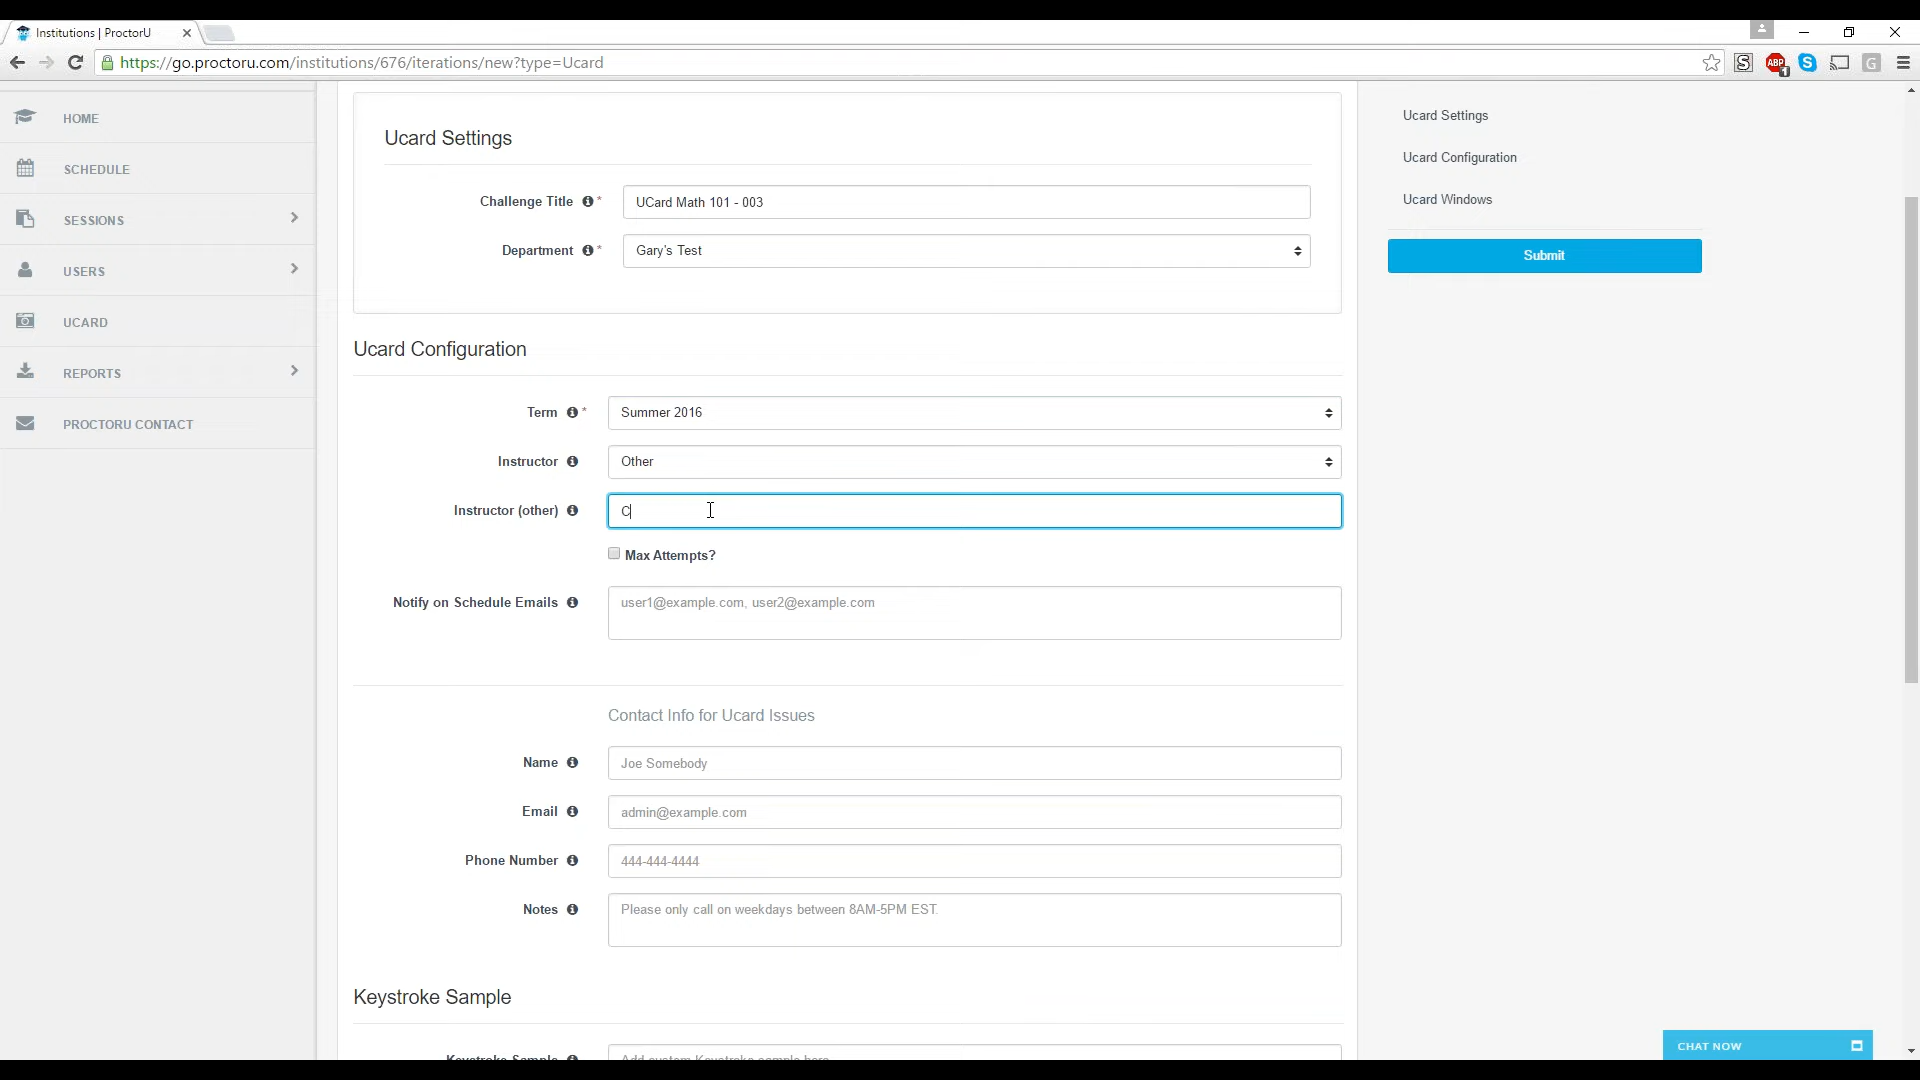 Institutions | ProctorU
https://go.proctoru.com/institutions/676/iterations/new?type=Ucard
ABP
1
HOME
SCHEDULE
SESSIONS
USERS
UCARD
REPORTS
PROCTORU CONTACT
Ucard Settings
Challenge Title *
UCard Math 101 - 003
Department *
Gary's Test
Ucard Configuration
Term *
Summer 2016
Instructor
Other
Instructor (other)
C
Max Attempts?
Notify on Schedule Emails
user1@example.com, user2@example.com
Contact Info for Ucard Issues
Name
Joe Somebody
Email
admin@example.com
Phone Number
444-444-4444
Notes
Please only call on weekdays between 8AM-5PM EST.
Keystroke Sample
Keystroke Sample
Add custom Keystroke sample here
Ucard Settings
Ucard Configuration
Ucard Windows
Submit
CHAT NOW